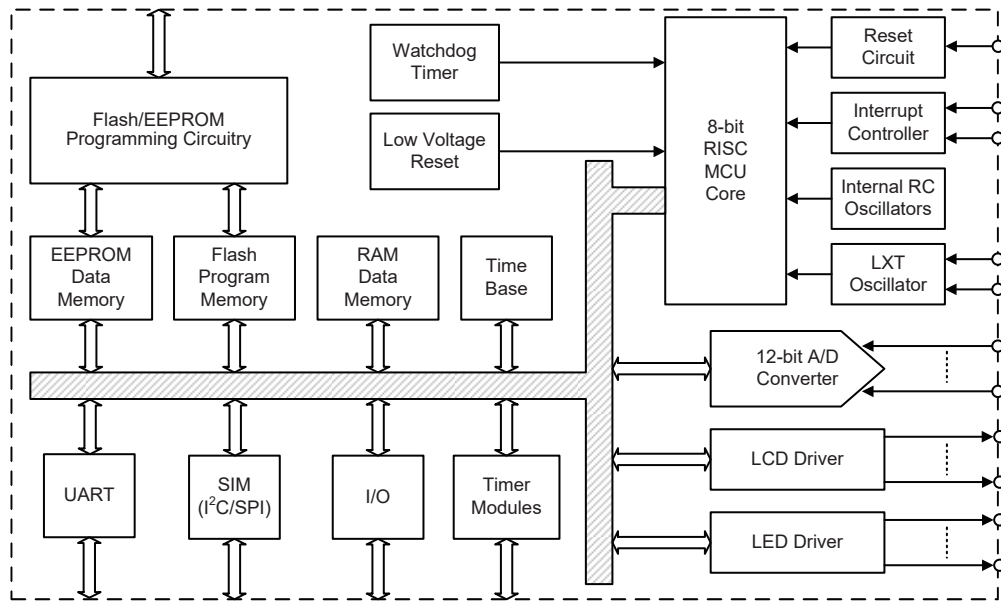 Flash/EEPROM
Programming Circuitry
Watchdog
Timer
Low Voltage
Reset
8-bit
RISC
MCU
Core
Reset
Circuit
Interrupt
Controller
Internal RC
Oscillators
LXT
Oscillator
EEPROM
Data
Memory
Flash
Program
Memory
RAM
Data
Memory
Time
Base
12-bit A/D
Converter
LCD Driver
LED Driver
UART
SIM
(I²C/SPI)
I/O
Timer
Modules